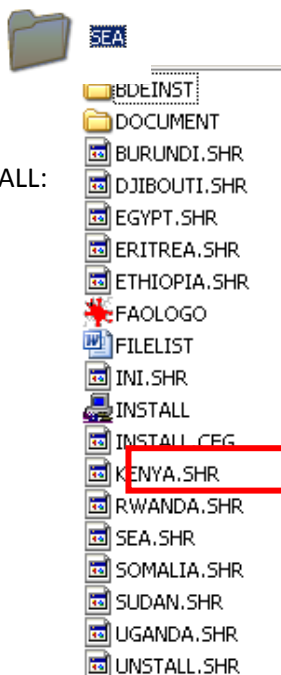 SEA
BDEINST
DOCUMENT
BURUNDI.SHR
ALL:
DJIBOUTI.SHR
EGYPT.SHR
ERITREA.SHR
ETHIOPIA.SHR
FAOLOGO
FILELIST
INI.SHR
INSTALL
INSTALL.CFG
KENYA.SHR
RWANDA.SHR
SEA.SHR
SOMALIA.SHR
SUDAN.SHR
UGANDA.SHR
UNSTALL.SHR